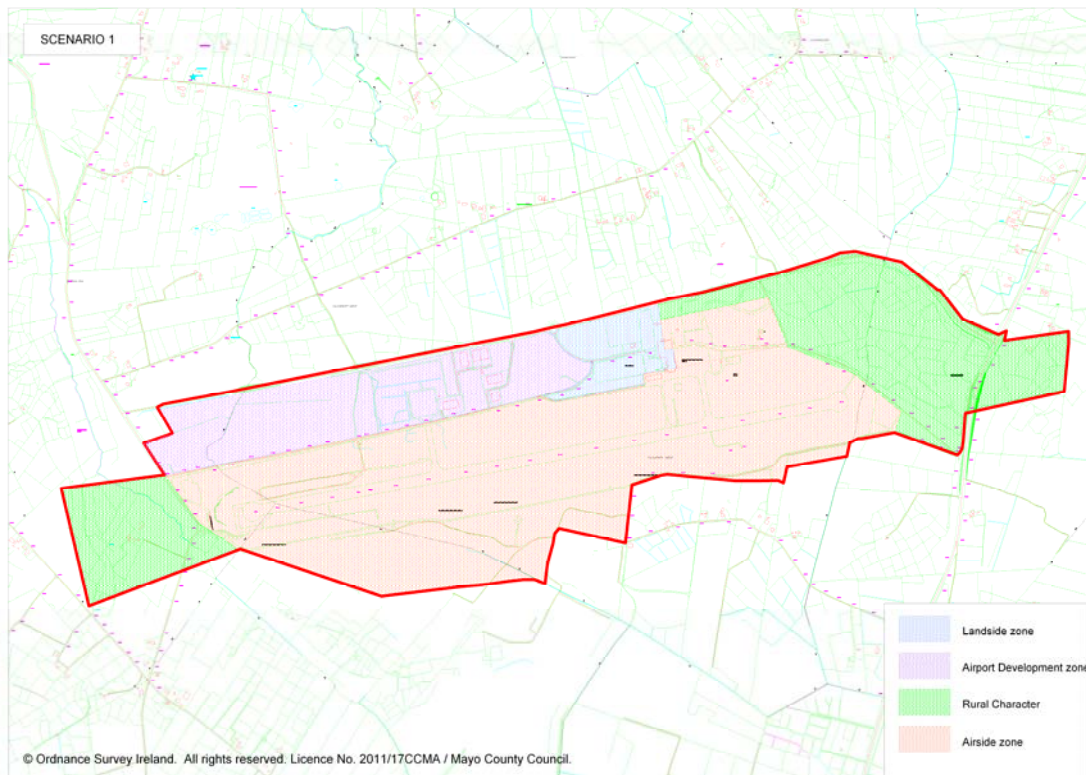 SCENARIO 1
Landside zone
Airport Development zone
Rural Character
Airside zone
© Ordnance Survey Ireland. All rights reserved. Licence No. 2011/17CCMA / Mayo County Council.